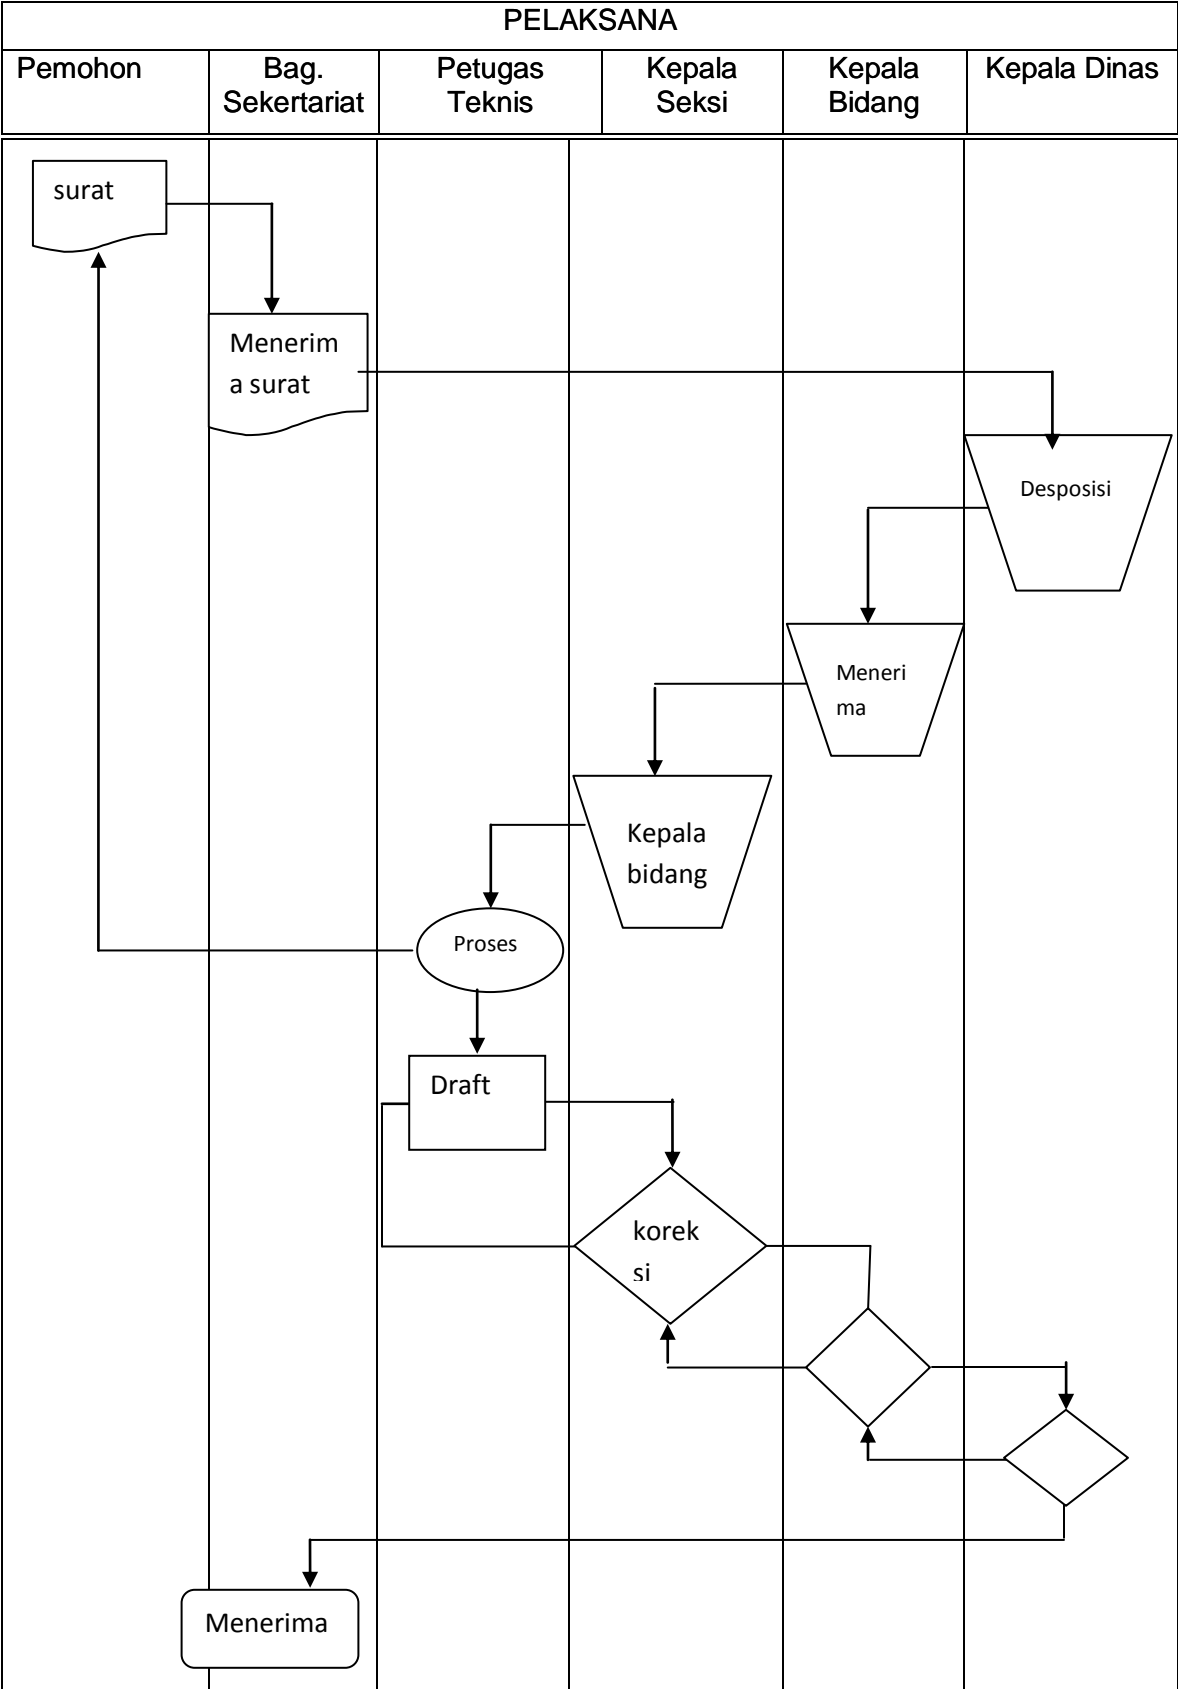 PELAKSANA
Pemohon
Bag.
Sekertariat
Petugas
Teknis
Kepala
Seksi
Kepala
Bidang
Kepala Dinas
surat
Menerim
a surat
Desposisi
Meneri
ma
Kepala
bidang
Proses
Draft
korek
si
Menerima